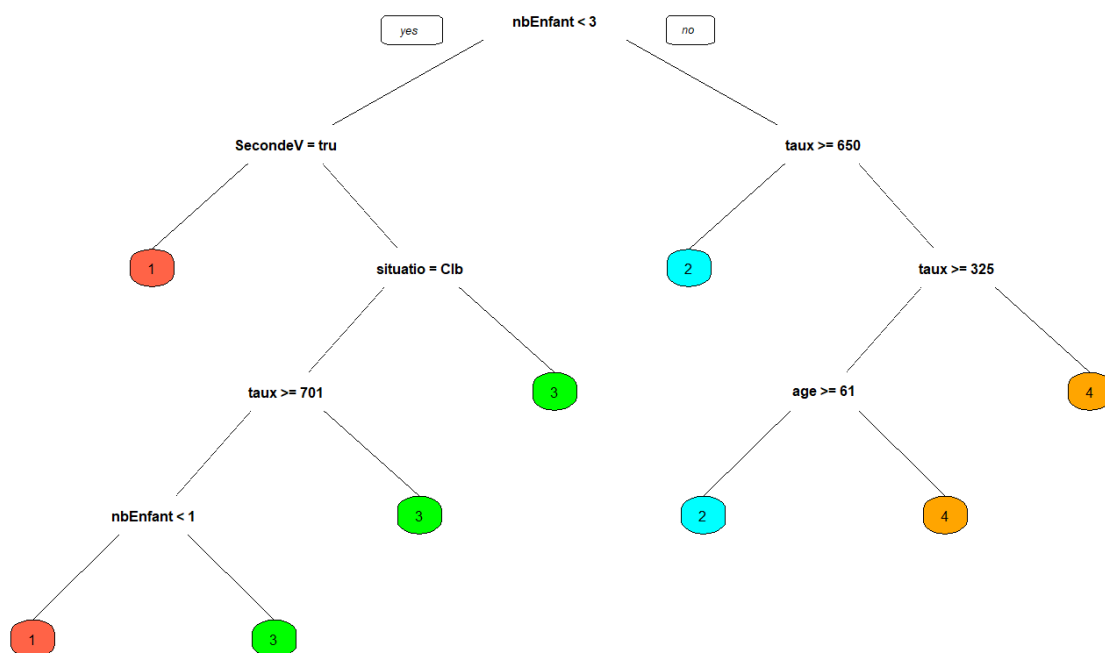 yes
nbEnfant < 3
no
SecondeV = tru
taux >= 650
1
situatio = Clb
2
taux >= 325
taux >= 701
3
age >= 61
4
nbEnfant < 1
3
2
4
1
3